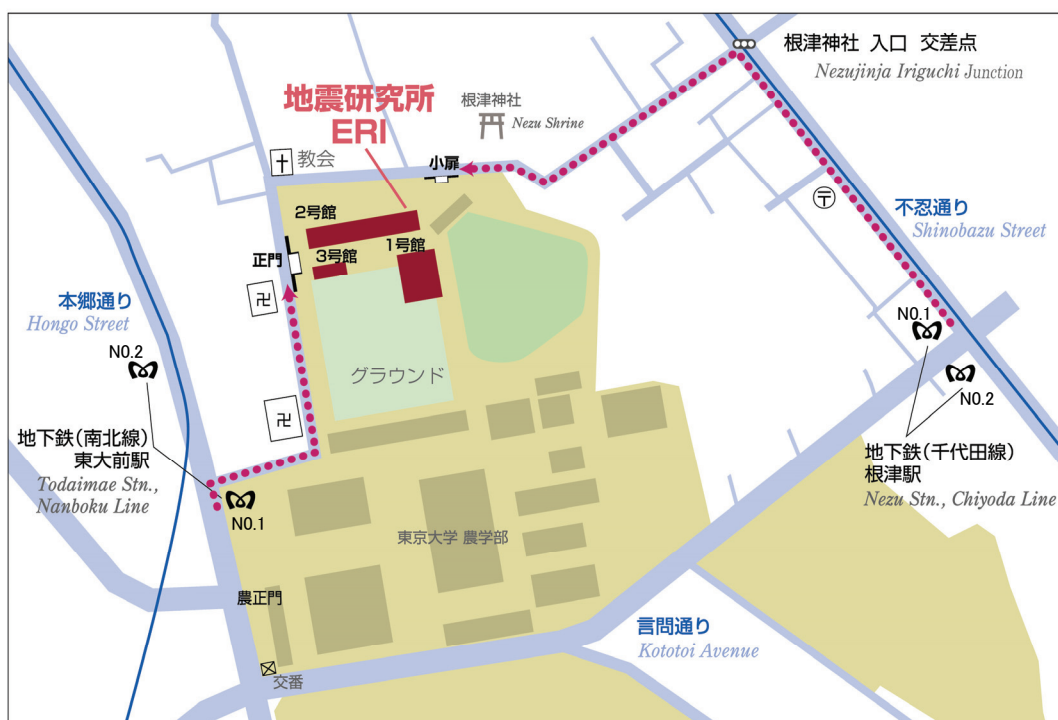 根津神社 入口 交差点
Nezujinja Iriguchi Junction
地震研究所
ERI
根津神社
Nezu Shrine
教会
小扉
2号館
1号館
3号館
正門
不忍通り
Shinobazu Street
本郷通り
Hongo Street
NO.1
NO.2
NO.2
グラウンド
地下鉄(南北線)
東大前駅
Todaimae Stn.,
Nanboku Line
NO.1
地下鉄(千代田線)
根津駅
Nezu Stn., Chiyoda Line
東京大学 農学部
農正門
言問通り
Kototoi Avenue
交番